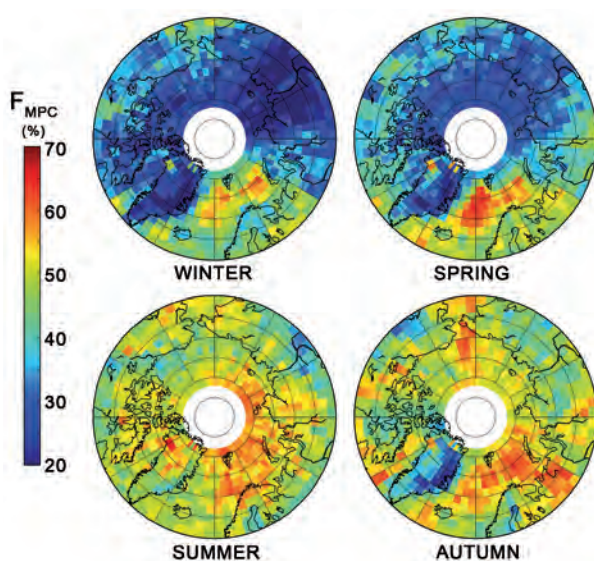 F MPC
(%)
70
60
50
40
30
20
WINTER
SPRING
SUMMER
AUTUMN